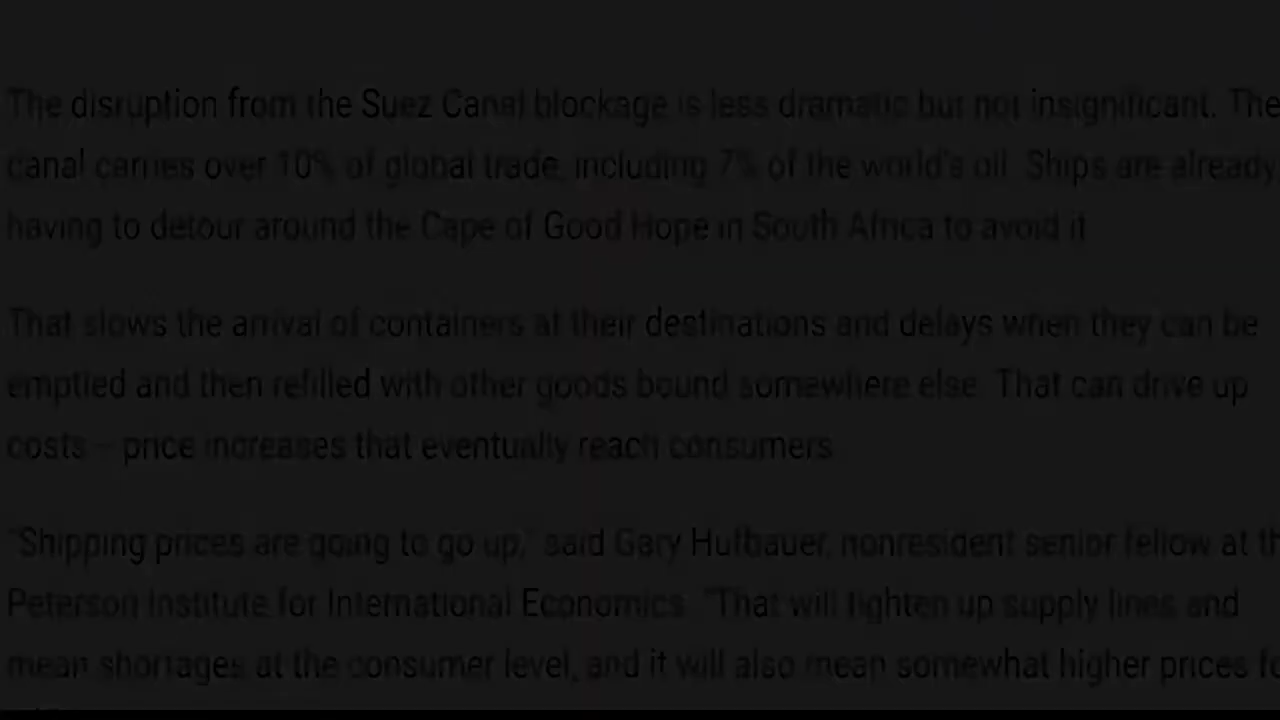 The disruption from the Suez Canal blockage is less dramatic but not insignificant. The
canal carries over 10% of global trade, including 7% of the world's oil. Ships are already
having to detour around the Cape of Good Hope in South Africa to avoid it.
That slows the arrival of containers at their destinations and delays when they can be
emptied and then refilled with other goods bound somewhere else. That can drive up
costs – price increases that eventually reach consumers.
"Shipping prices are going to go up," said Gary Hufbauer, nonresident senior fellow at th
Peterson Institute for International Economics. "That will tighten up supply lines and
mean shortages at the consumer level, and it will also mean somewhat higher prices fo